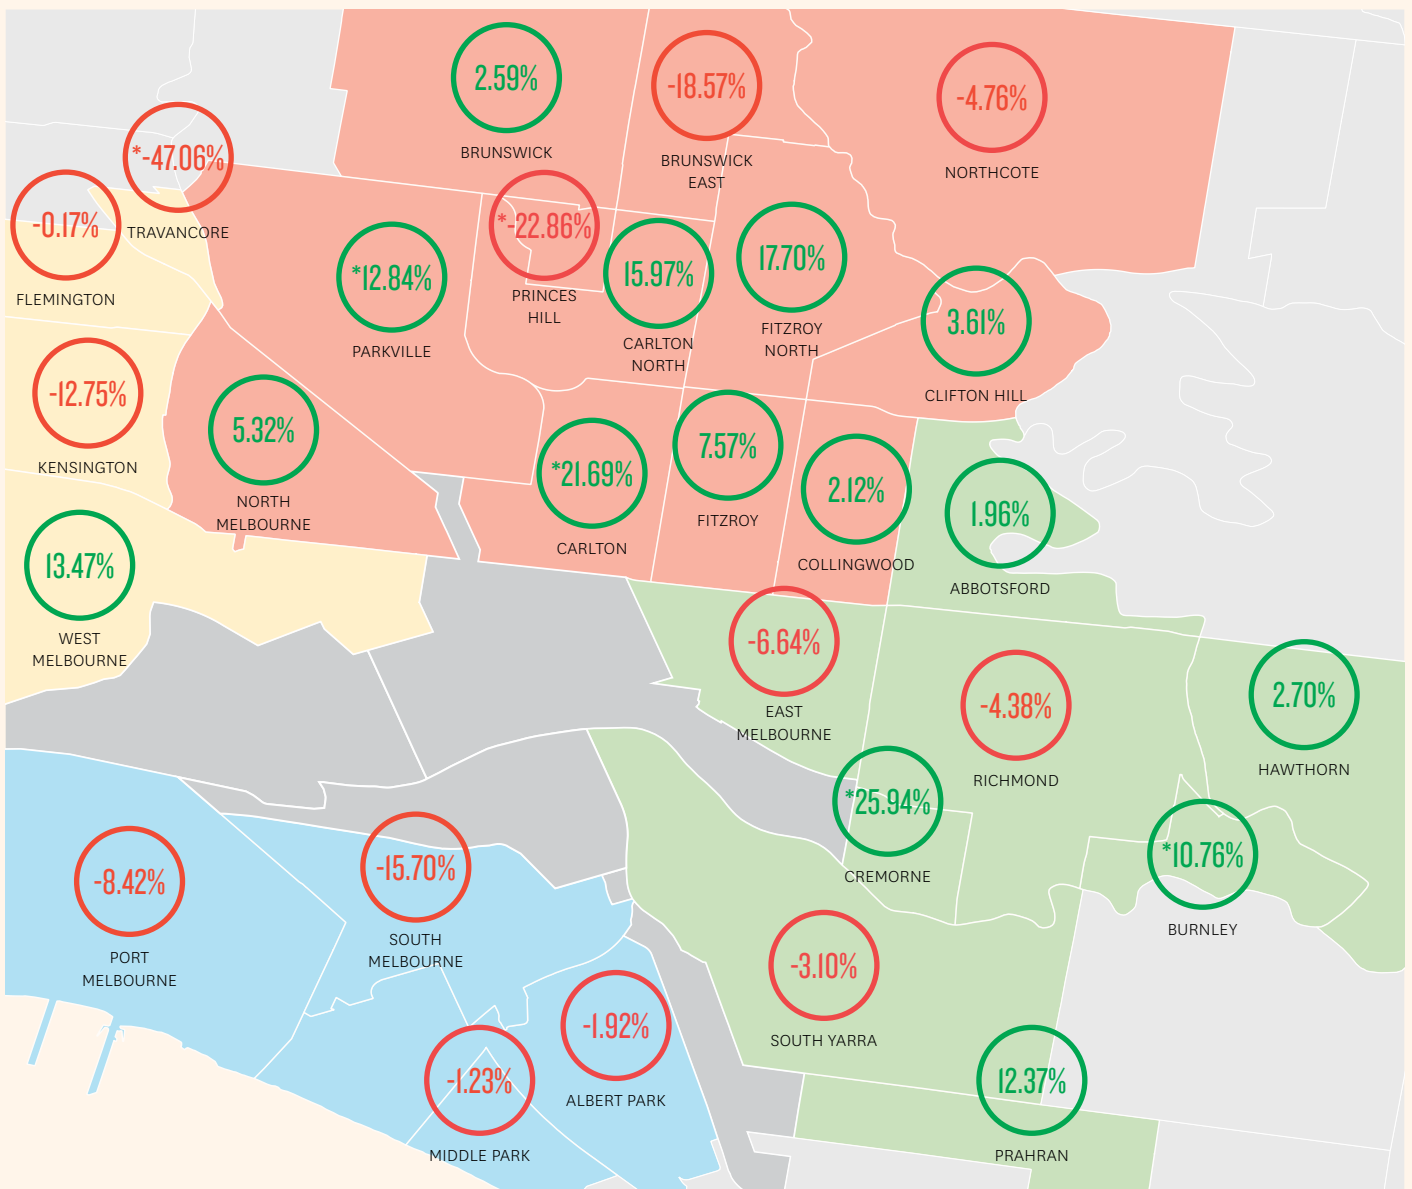 2.59%
BRUNSWICK
-18.57%
BRUNSWICK
EAST
-4.76%
NORTHCOTE
*-47.06%
TRAVANCORE
-0.17%
FLEMINGTON
*12.84%
PARKVILLE
*-22.86%
PRINCES
HILL
15.97%
CARLTON
NORTH
17.70%
FITZROY
NORTH
3.61%
CLIFTON HILL
-12.75%
KENSINGTON
5.32%
NORTH
MELBOURNE
*21.69%
CARLTON
7.57%
FITZROY
2.12%
COLLINGWOOD
1.96%
ABBOTSFORD
13.47%
WEST
MELBOURNE
-6.64%
EAST
MELBOURNE
-4.38%
RICHMOND
2.70%
HAWTHORN
*25.94%
CREMORNE
*10.76%
BURNLEY
-8.42%
PORT
MELBOURNE
-15.70%
SOUTH
MELBOURNE
-3.10%
SOUTH YARRA
-1.92%
ALBERT PARK
-1.23%
MIDDLE PARK
12.37%
PRAHRAN